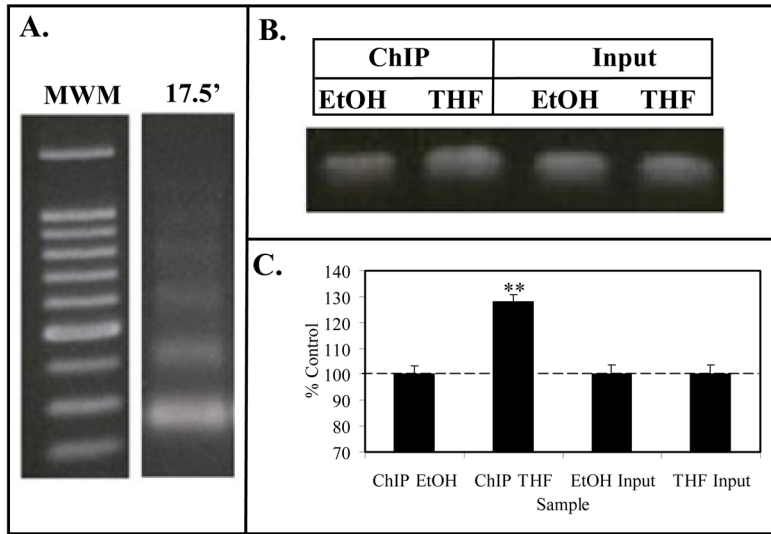 A.
MWM 17.5’
B.
ChIP Input
EtOH THF EtOH THF
C.
140
130
120
110
100
90
80
70
% Control
**
ChIP EtOH ChIP THF EtOH Input THF Input
Sample